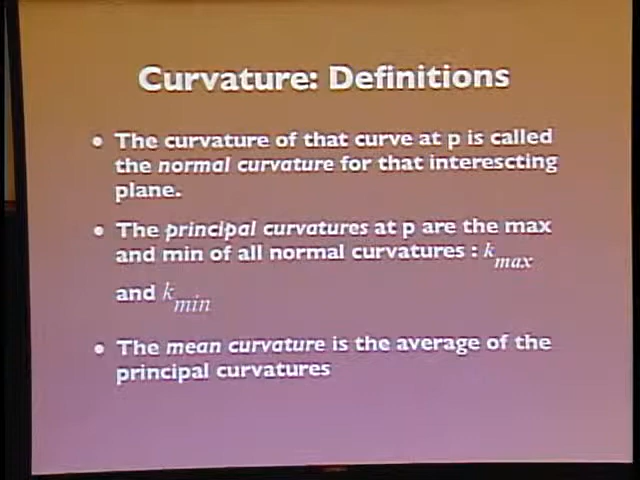 Curvature: Definitions
• The curvature of that curve at p is called
the normal curvature for that interescting
plane.
• The principal curvatures at p are the max
and min of all normal curvatures : k max
and k min
• The mean curvature is the average of the
principal curvatures